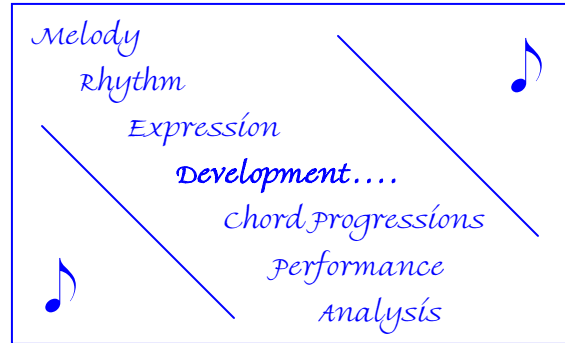 Melody
Rhythm
Expression
Development....
Chord Progressions
Performance
Analysis